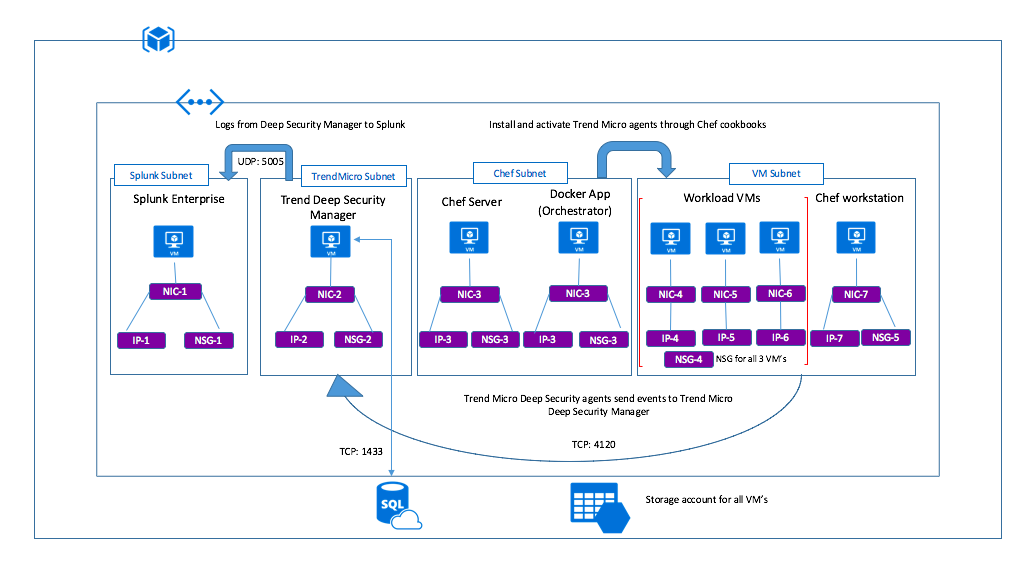 Logs from Deep Security Manager to Splunk
Install and activate Trend Micro agents through Chef cookbooks
UDP: 5005
Splunk Subnet
TrendMicro Subnet
Chef Subnet
VM Subnet
Splunk Enterprise
Trend Deep Security
Manager
Chef Server
Docker App
(Orchestrator)
Workload VMs
Chef workstation
VM
VM
VM
VM
VM
VM
VM
VM
NIC-1
NIC-2
NIC-3
NIC-3
NIC-4
NIC-5
NIC-6
NIC-7
IP-1
NSG-1
IP-2
NSG-2
IP-3
NSG-3
IP-3
NSG-3
IP-4
IP-5
IP-6
IP-7
NSG-5
NSG-4
NSG for all 3 VM's
Trend Micro Deep Security agents send events to Trend Micro
Deep Security Manager
TCP: 4120
TCP: 1433
SQL
Storage account for all VM's